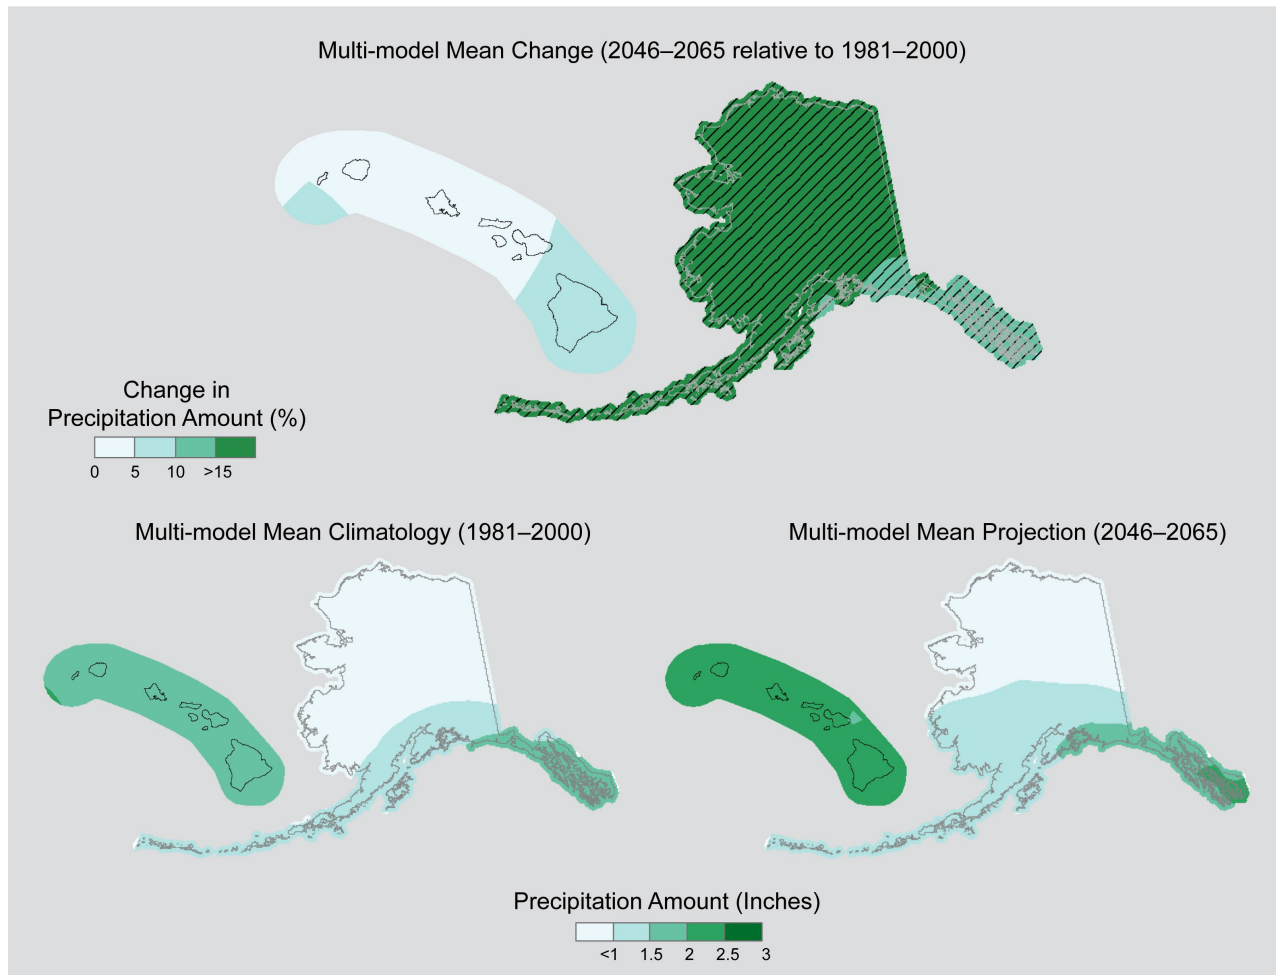 Multi-model Mean Change (2046–2065 relative to 1981–2000)
Change in
Precipitation Amount (%)
0 5 10 >15
Multi-model Mean Climatology (1981–2000)
Multi-model Mean Projection (2046–2065)
Precipitation Amount (Inches)
<1 1.5 2 2.5 3